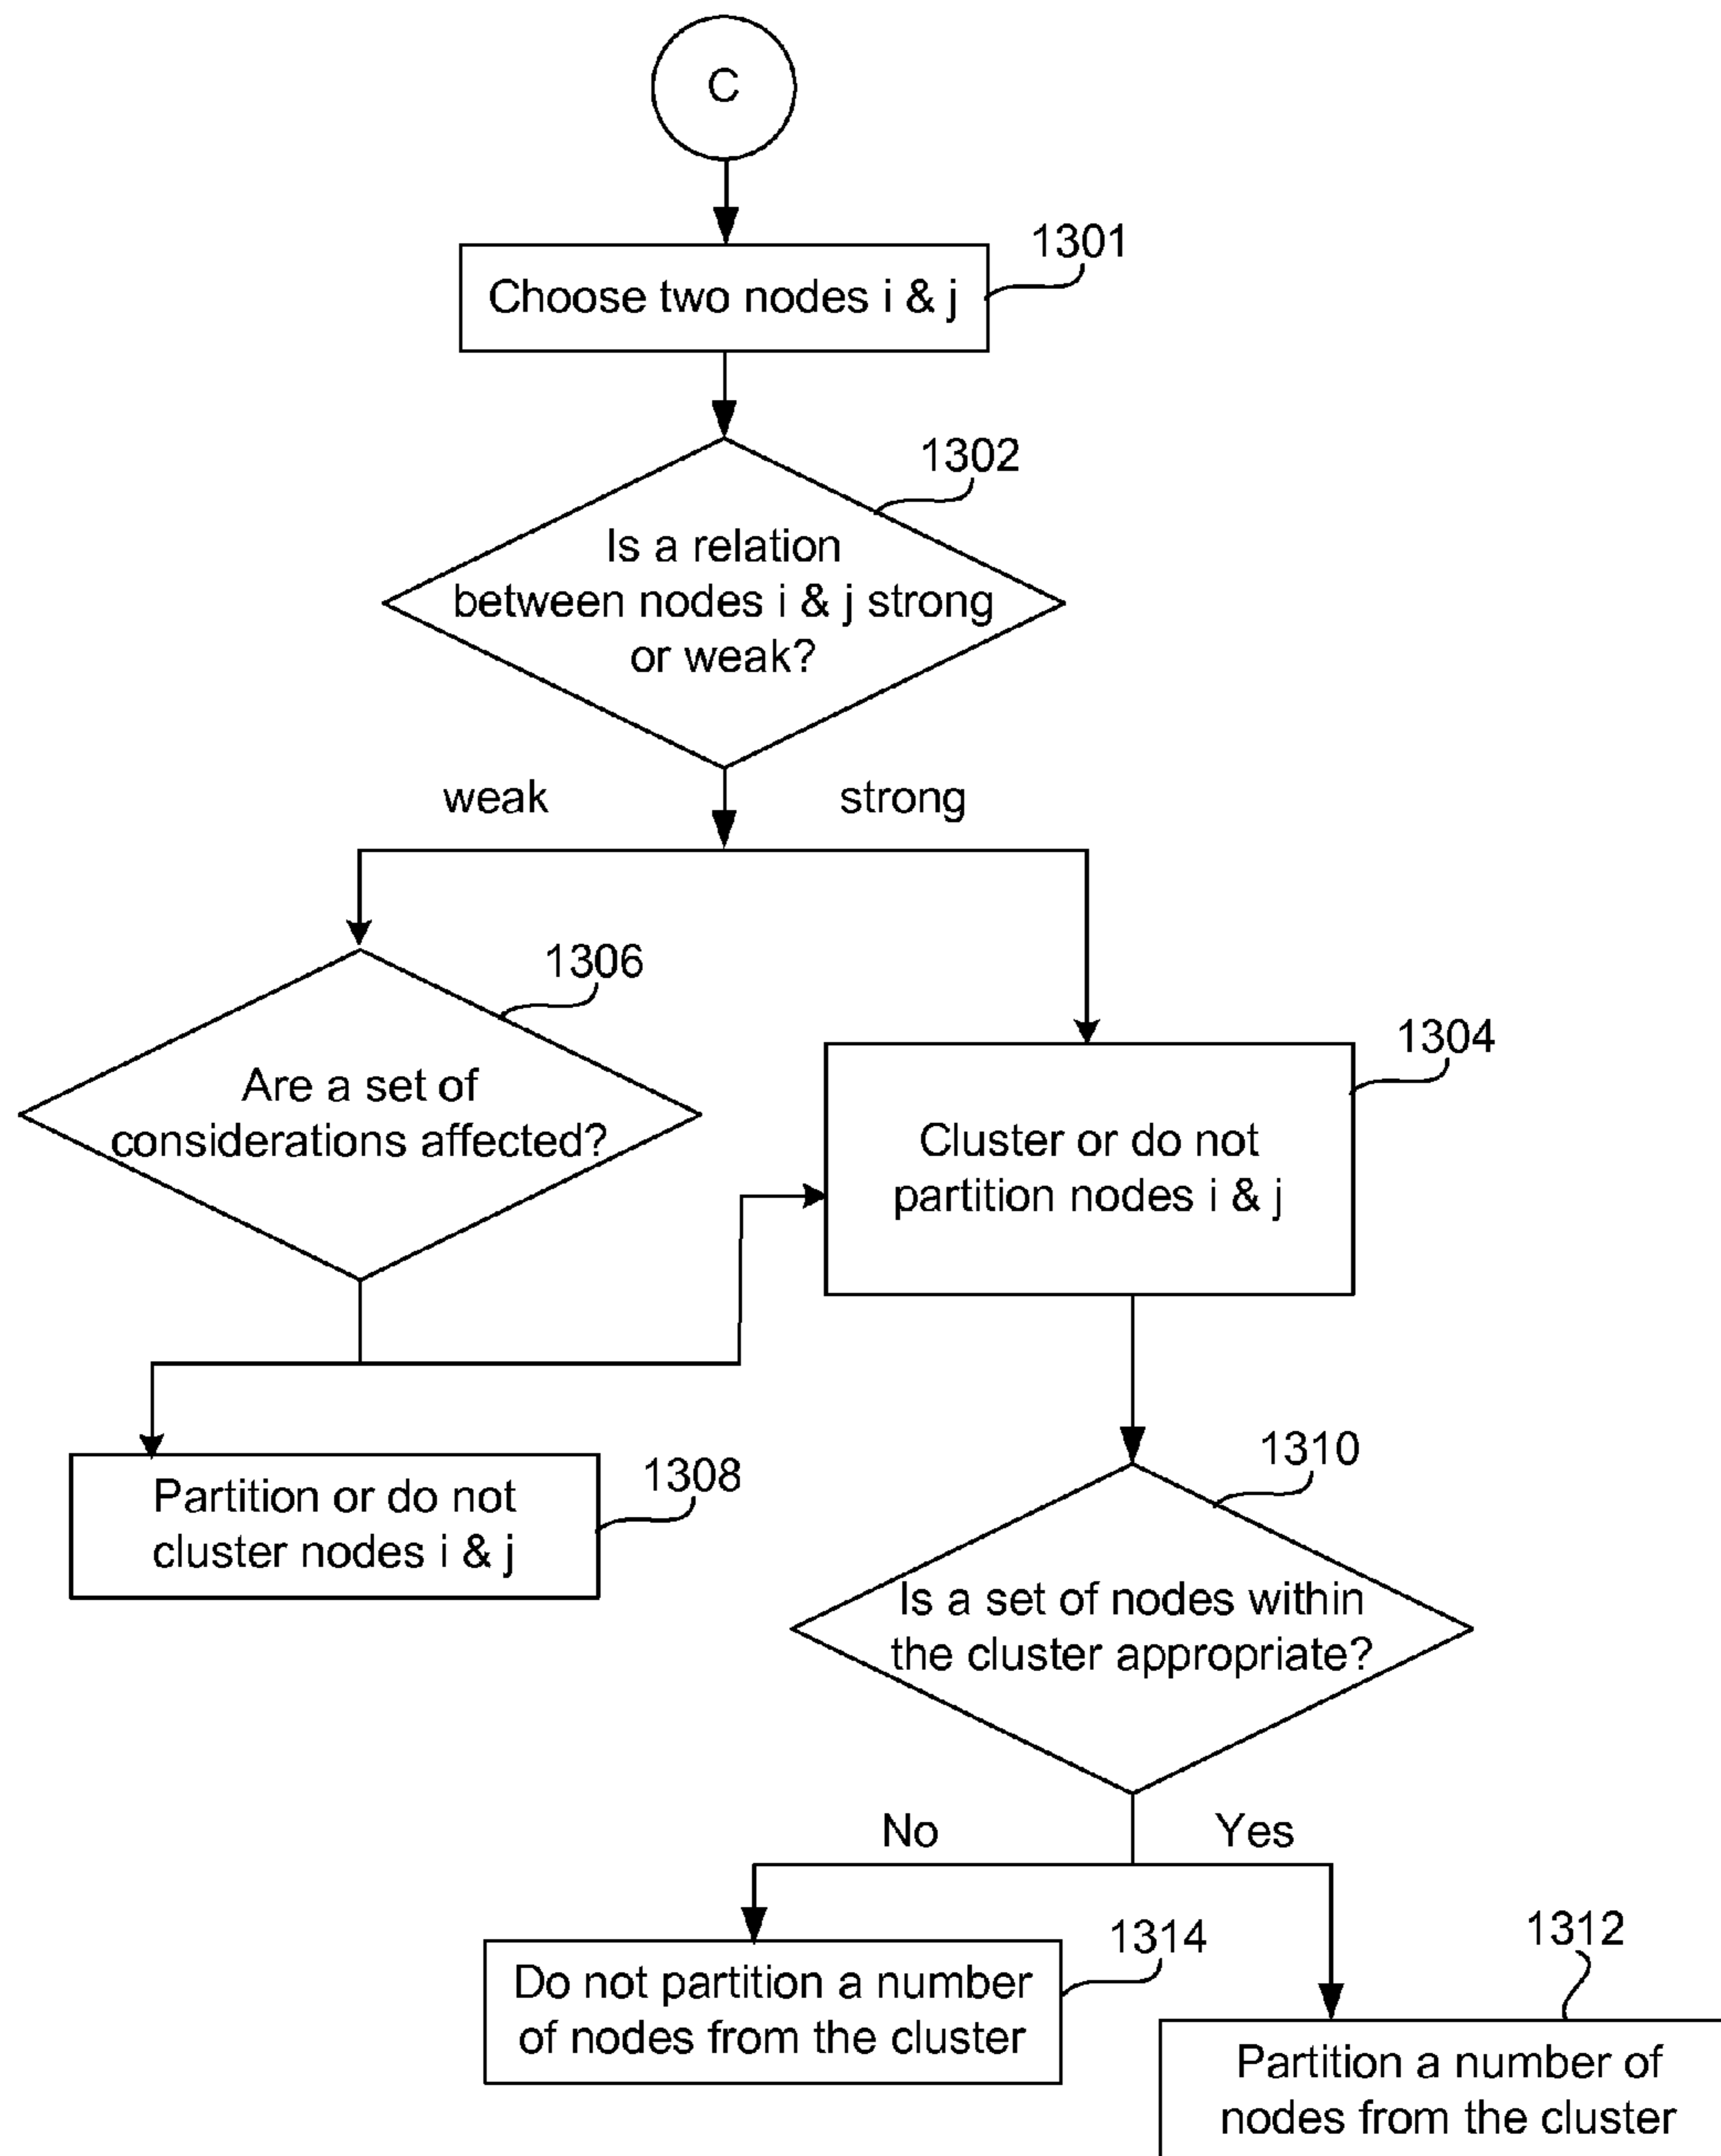 C
1301
Choose two nodes i & j
1302
Is a relation
between nodes i & j strong
or weak?
weak
strong
1306
Are a set of
considerations affected?
1304
Cluster or do not
partition nodes i & j
1308
Partition or do not
cluster nodes i & j
1310
Is a set of nodes within
the cluster appropriate?
No
Yes
1314
Do not partition a number
of nodes from the cluster
1312
Partition a number of
nodes from the cluster